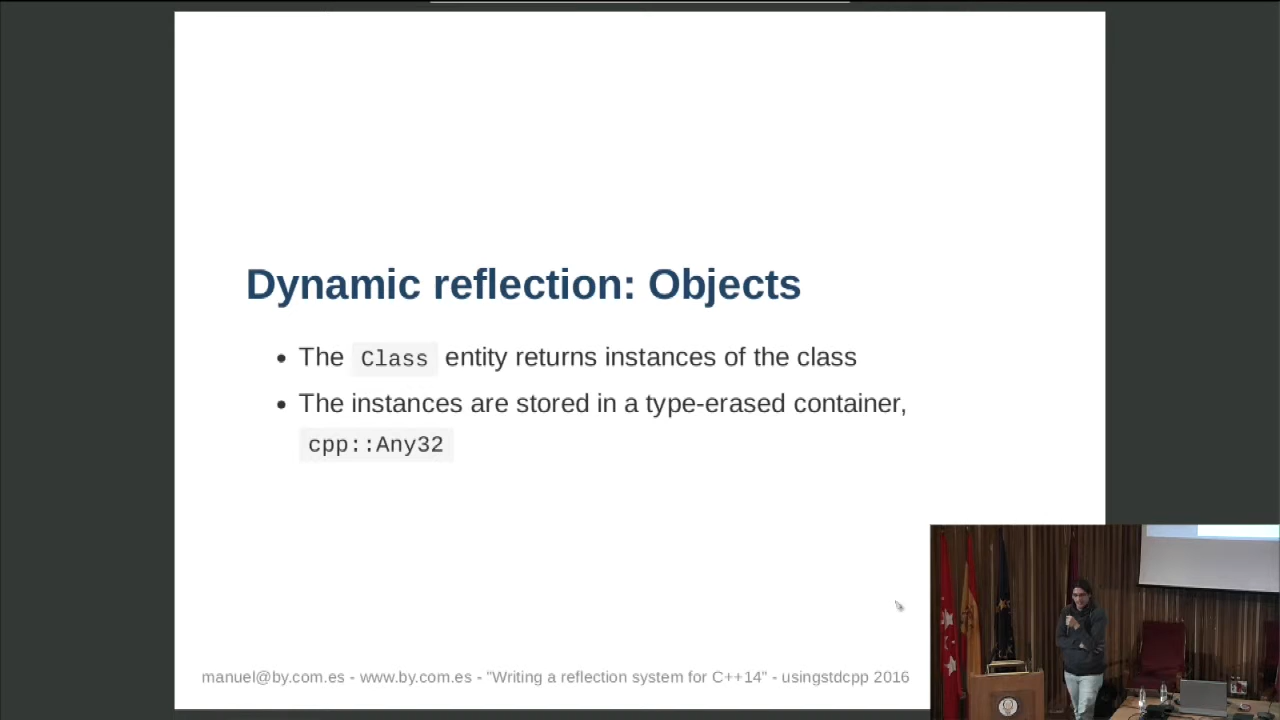 Dynamic reflection: Objects
The Class entity returns instances of the class
The instances are stored in a type-erased container,
cpp::Any32
manuel@by.com.es - www.by.com.es - "Writing a reflection system for C++14" - usingstdcpp 2016